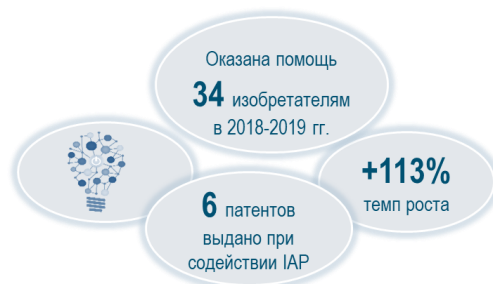 Оказана помощь
34 изобретателям
в 2018-2019 гг.
+113%
темп роста
6 патентов
выдано при
содействии IAP